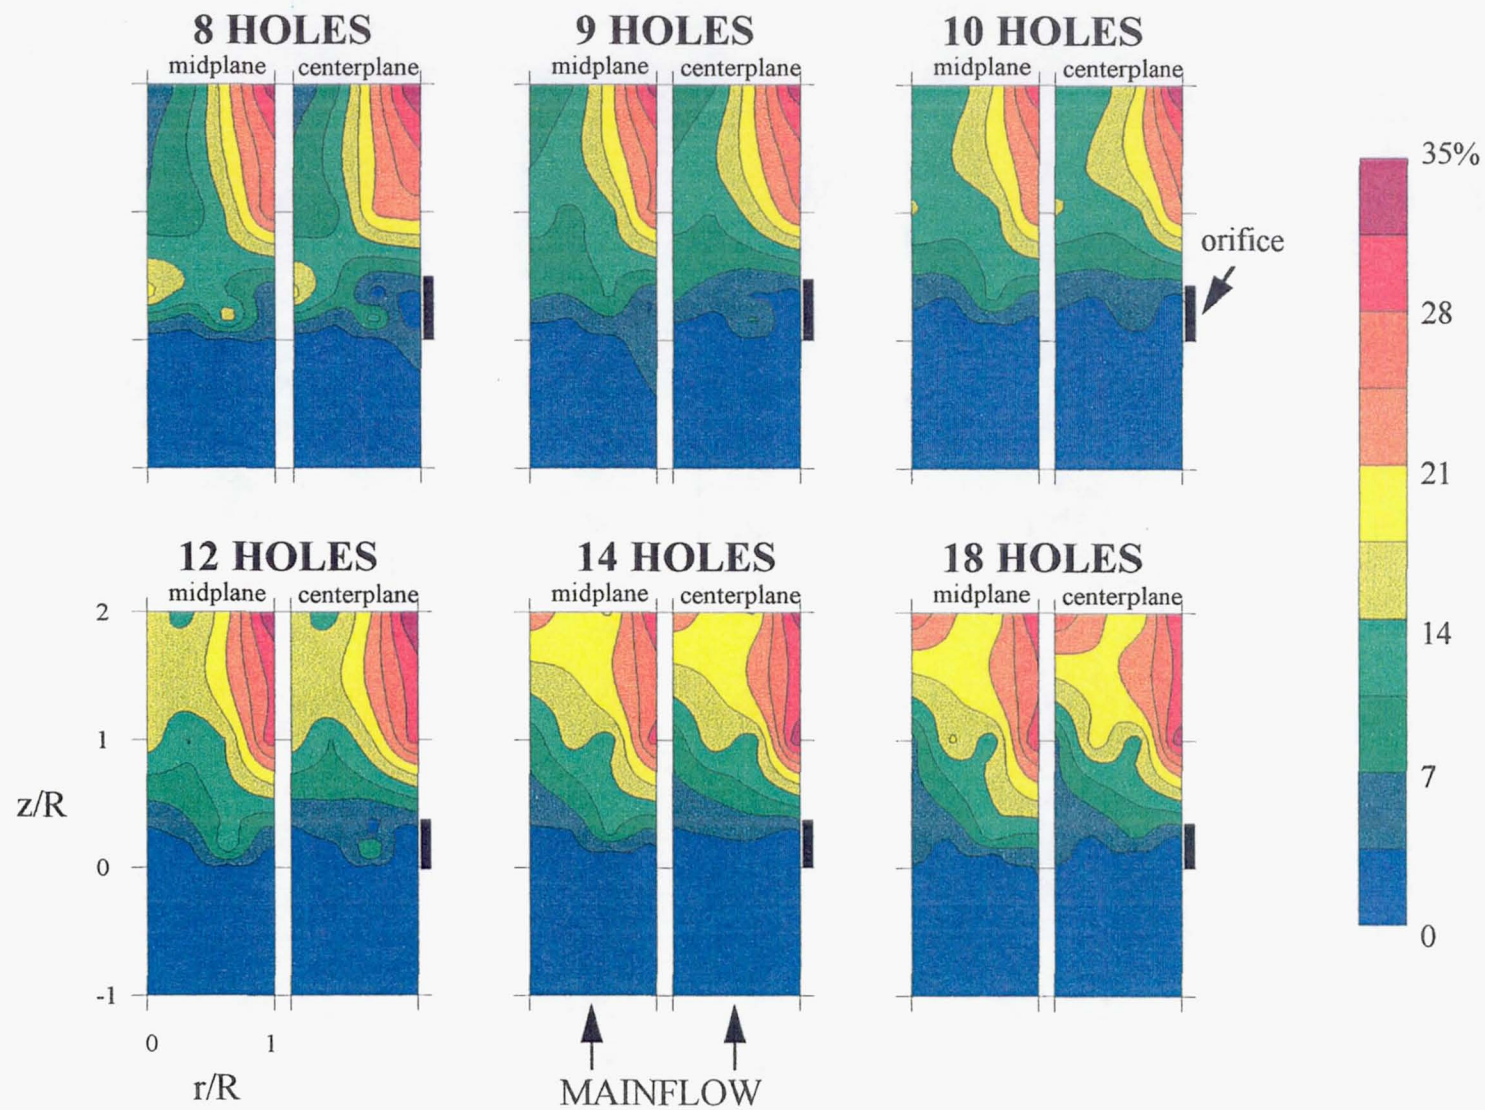 8 HOLES 9 HOLES 10 HOLES
midplane centerplane midplane centerplane midplane centerplane
35%
orifice
28
21
14
7
0
12 HOLES 14 HOLES 18 HOLES
midplane centerplane midplane centerplane midplane centerplane
2
1
z/R
0
-1
0 1
r/R
MAINFLOW